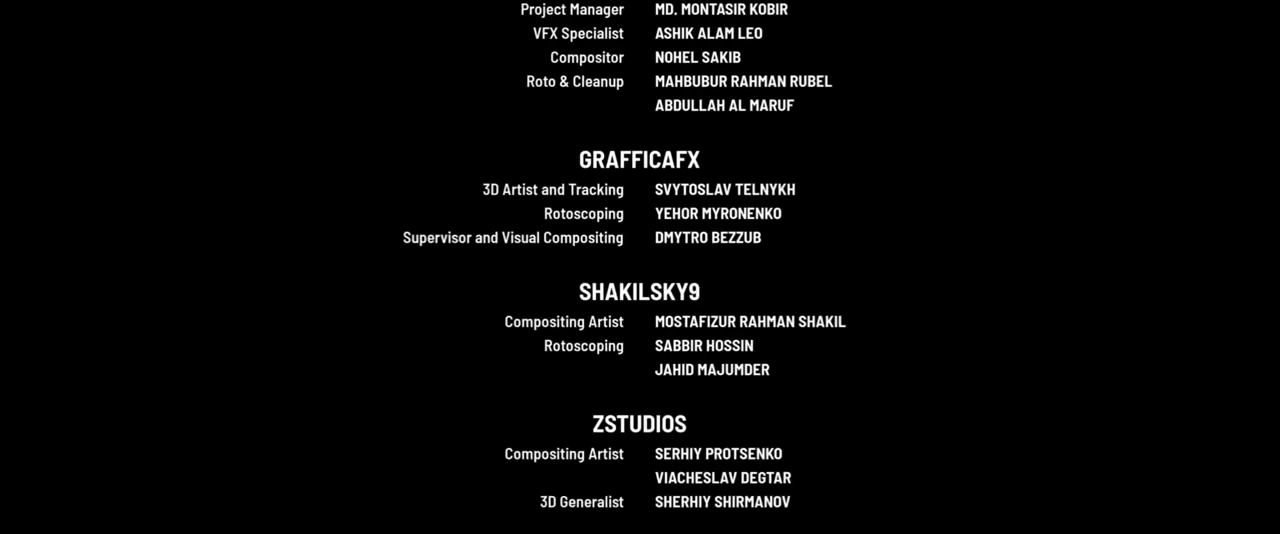 Project Manager MD. MONTASIR KOBIR
VFX Specialist ASHIK ALAM LEO
Compositor NOHEL SAKIB
Roto & Cleanup MAHBUBUR RAHMAN RUBEL
ABDULLAH AL MARUF
GRAFFICAFX
3D Artist and Tracking SVYTOSLAV TELNYKH
Rotoscoping YEHOR MYRONENKO
Supervisor and Visual Compositing DMYTRO BEZZUB
SHAKILSKY9
Compositing Artist MOSTAFIZUR RAHMAN SHAKIL
Rotoscoping SABBIR HOSSIN
JAHID MAJUMDER
ZSTUDIOS
Compositing Artist SERHIY PROTSENKO
VIACHESLAV DEGTAR
3D Generalist SHERHIY SHIRMANOV